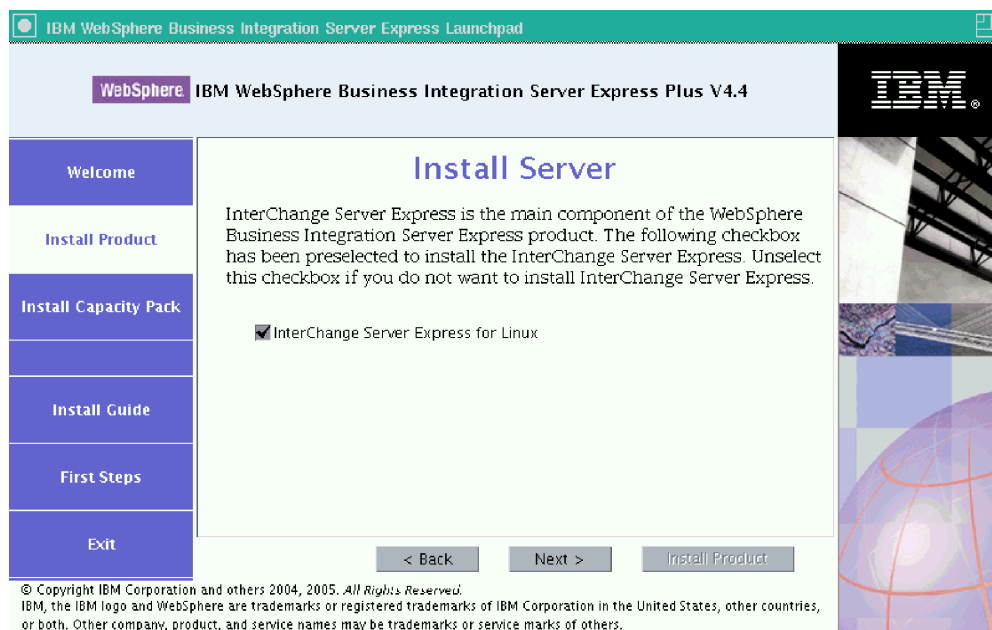 IBM WebSphere Business Integration Server Express Launchpad
WebSphere. IBM WebSphere Business Integration Server Express Plus V4.4
IBM®
Welcome
Install Product
Install Capacity Pack
Install Guide
First Steps
Exit
Install Server
InterChange Server Express is the main component of the WebSphere
Business Integration Server Express product. The following checkbox
has been preselected to install the InterChange Server Express. Unselect
this checkbox if you do not want to install InterChange Server Express.
InterChange Server Express for Linux
< Back Next > Install Product
© Copyright IBM Corporation and others 2004, 2005. All Rights Reserved.
IBM, the IBM logo and WebSphere are trademarks or registered trademarks of IBM Corporation in the United States, other countries,
or both. Other company, product, and service names may be trademarks or service marks of others.